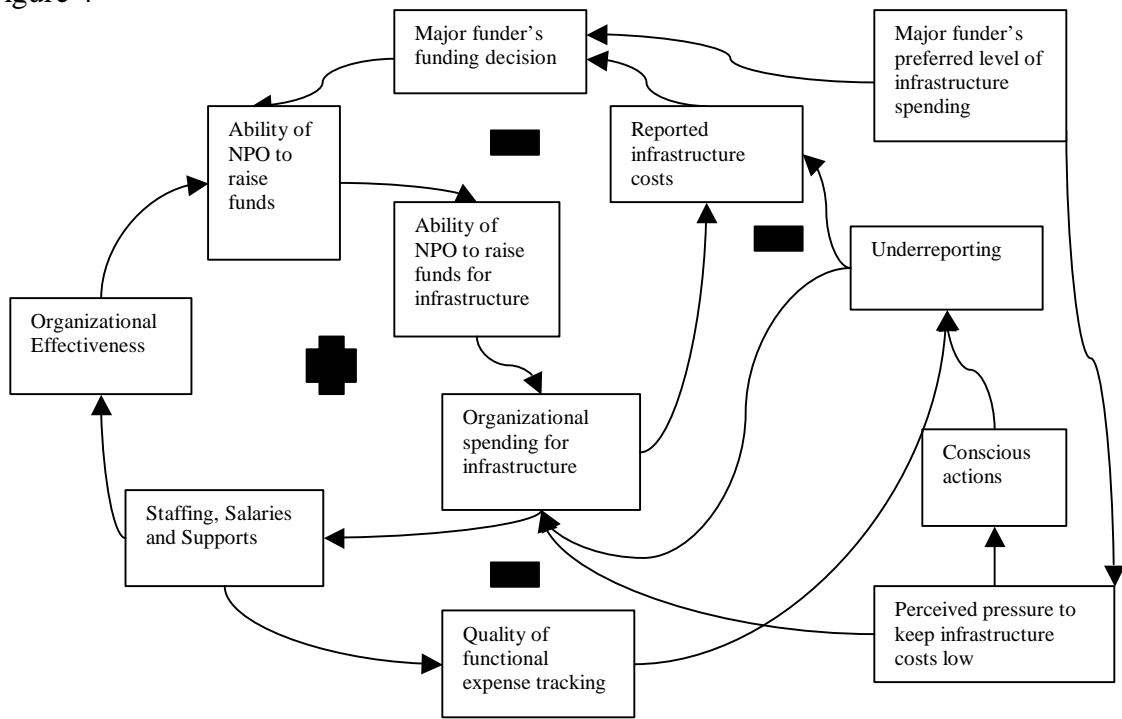 Major funder's
funding decision
Major funder's
preferred level of
infrastructure
spending
Ability of
NPO to
raise
funds
Reported
infrastructure
costs
Ability of
NPO to raise
funds for
infrastructure
Underreporting
Organizational
Effectiveness
Organizational
spending for
infrastructure
Conscious
actions
Staffing, Salaries
and Supports
Quality of
functional
expense tracking
Perceived pressure to
keep infrastructure
costs low